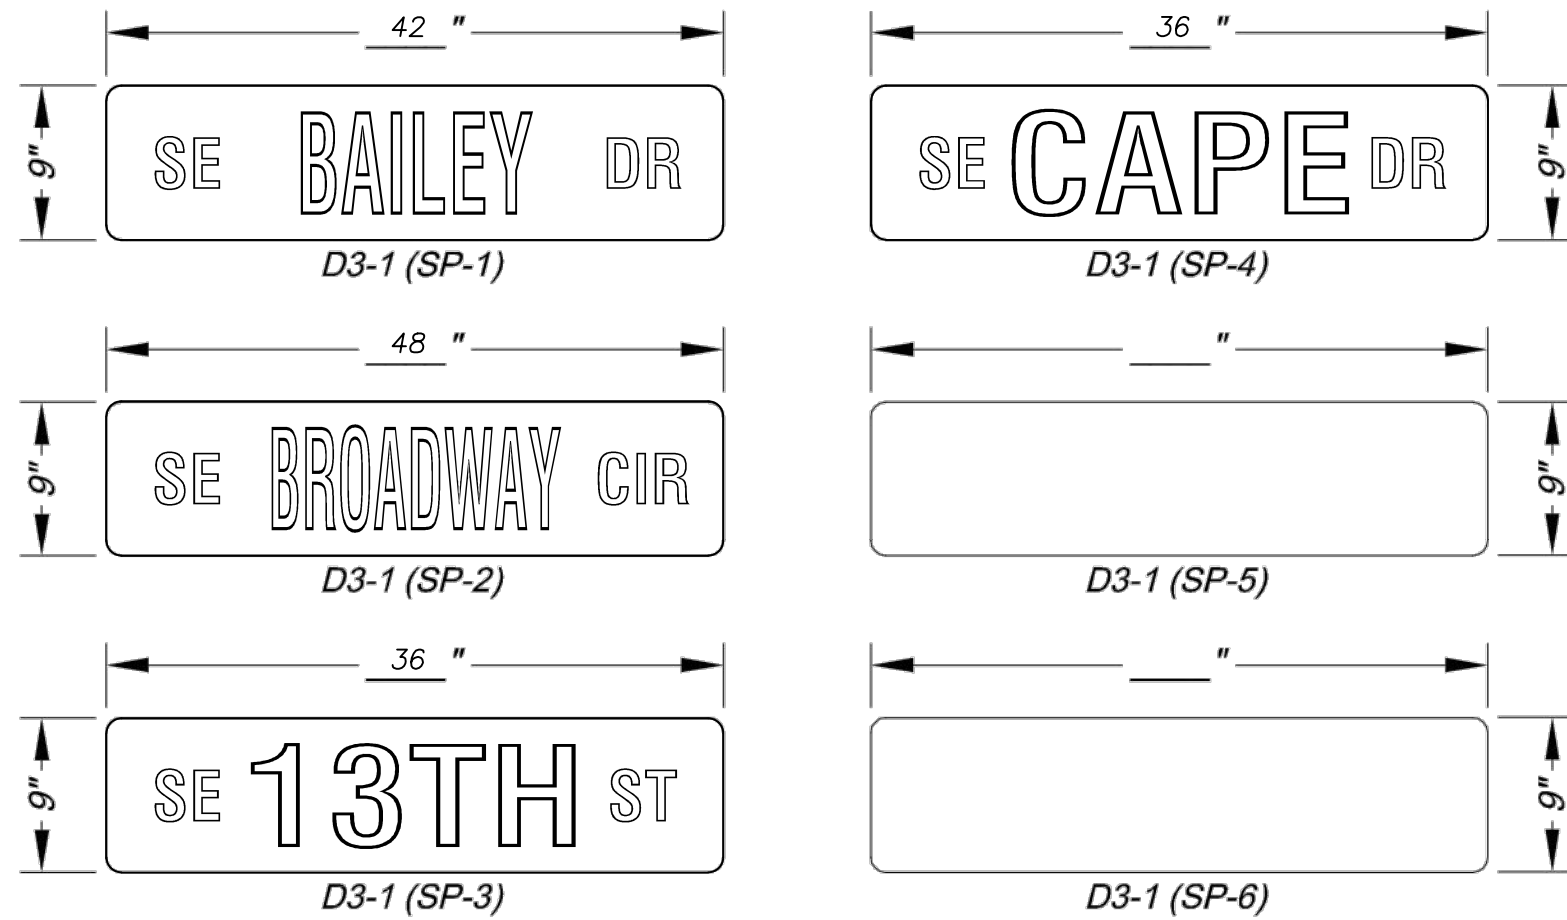 42 "
9"
SE BAILEY DR
D3-1 (SP-1)
36 "
SE CAPE DR
9"
D3-1 (SP-4)
48 "
9"
SE BROADWAY CIR
D3-1 (SP-2)
"
9"
D3-1 (SP-5)
36 "
9"
SE 13TH ST
D3-1 (SP-3)
"
9"
D3-1 (SP-6)